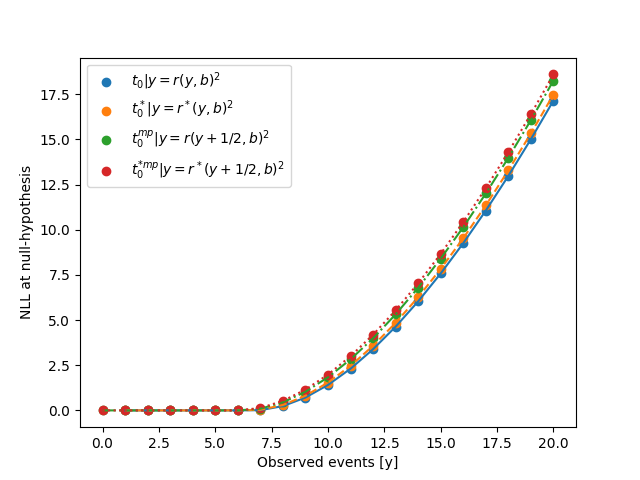 17.5
15.0
12.5
10.0
7.5
5.0
2.5
0.0
NLL at null-hypothesis
t₀|y = r(y, b)²
t₀*|y = r*(y, b)²
t₀ᵐᵖ|y = r(y + 1/2, b)²
t₀*ᵐᵖ|y = r*(y + 1/2, b)²
0.0 2.5 5.0 7.5 10.0 12.5 15.0 17.5 20.0
Observed events [y]